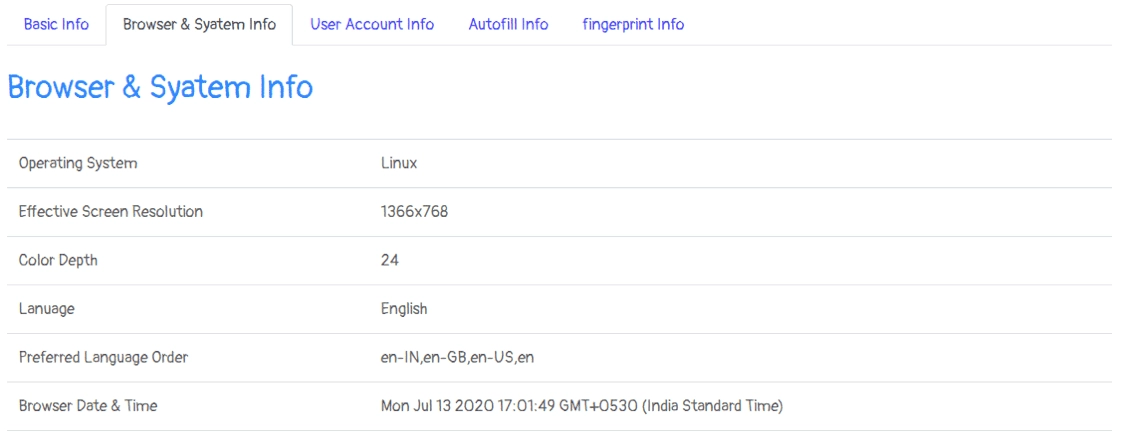 Basic Info Browser & Syatem Info User Account Info Autofill Info fingerprint Info
Browser & Syatem Info
Operating System Linux
Effective Screen Resolution 1366x768
Color Depth 24
Lanuage English
Preferred Language Order en-IN,en-GB,en-US,en
Browser Date & Time Mon Jul 13 2020 17:01:49 GMT+0530 (India Standard Time)